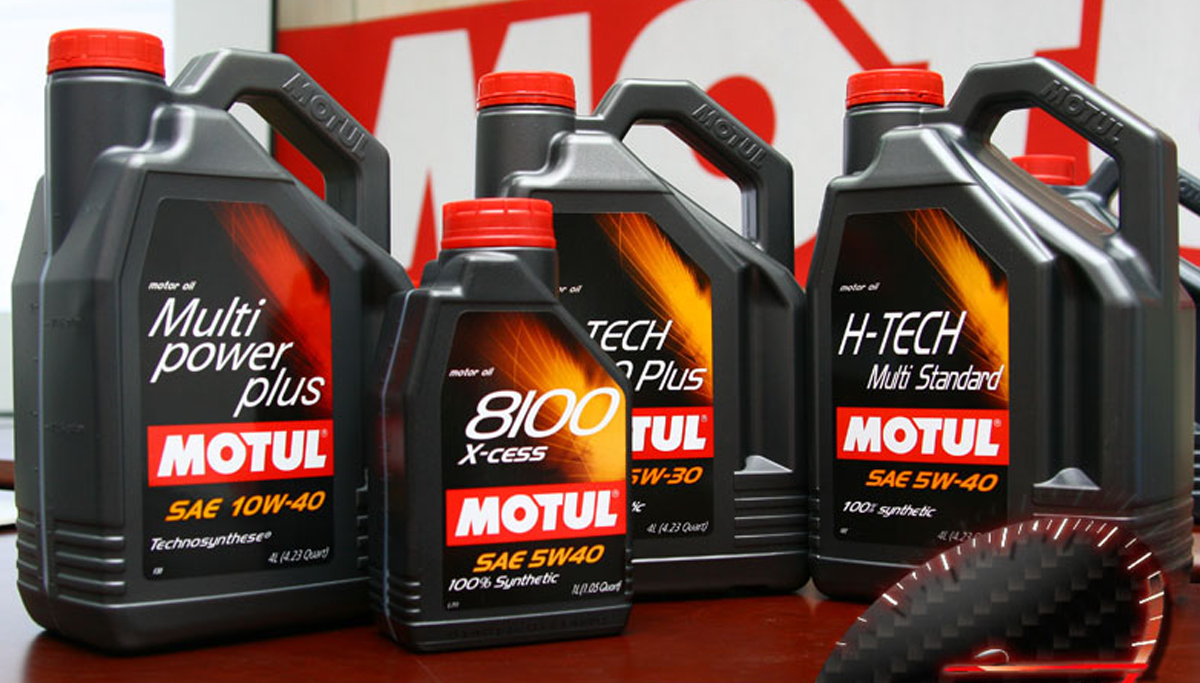 MOTUL
motor oil
Multi
power
plus
MOTUL®
SAE 10W-40
Technosynthese®
4L (4.23 Quart)
motor oil
8100
X-cess
MOTUL®
SAE 5W40
100% Synthetic
1L (1.05 Quart)
MOTUL
oil
TECH
Plus
TUL®
5W-30
4L (4.23 Quart)
MOTUL
motor oil
H-TECH
Multi Standard
MOTUL®
SAE 5W-40
100% synthetic
MOT